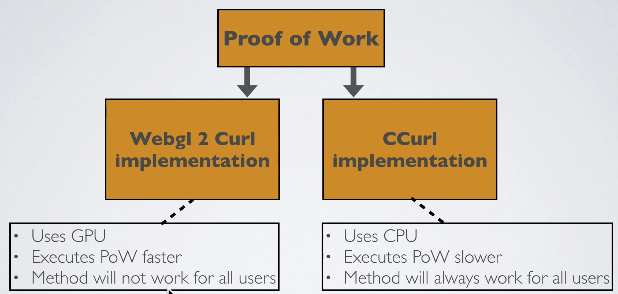 Proof of Work
Webgl 2 Curl
implementation
CCurl
implementation
• Uses GPU
• Executes PoW faster
• Method will not work for all users
• Uses CPU
• Executes PoW slower
• Method will always work for all users